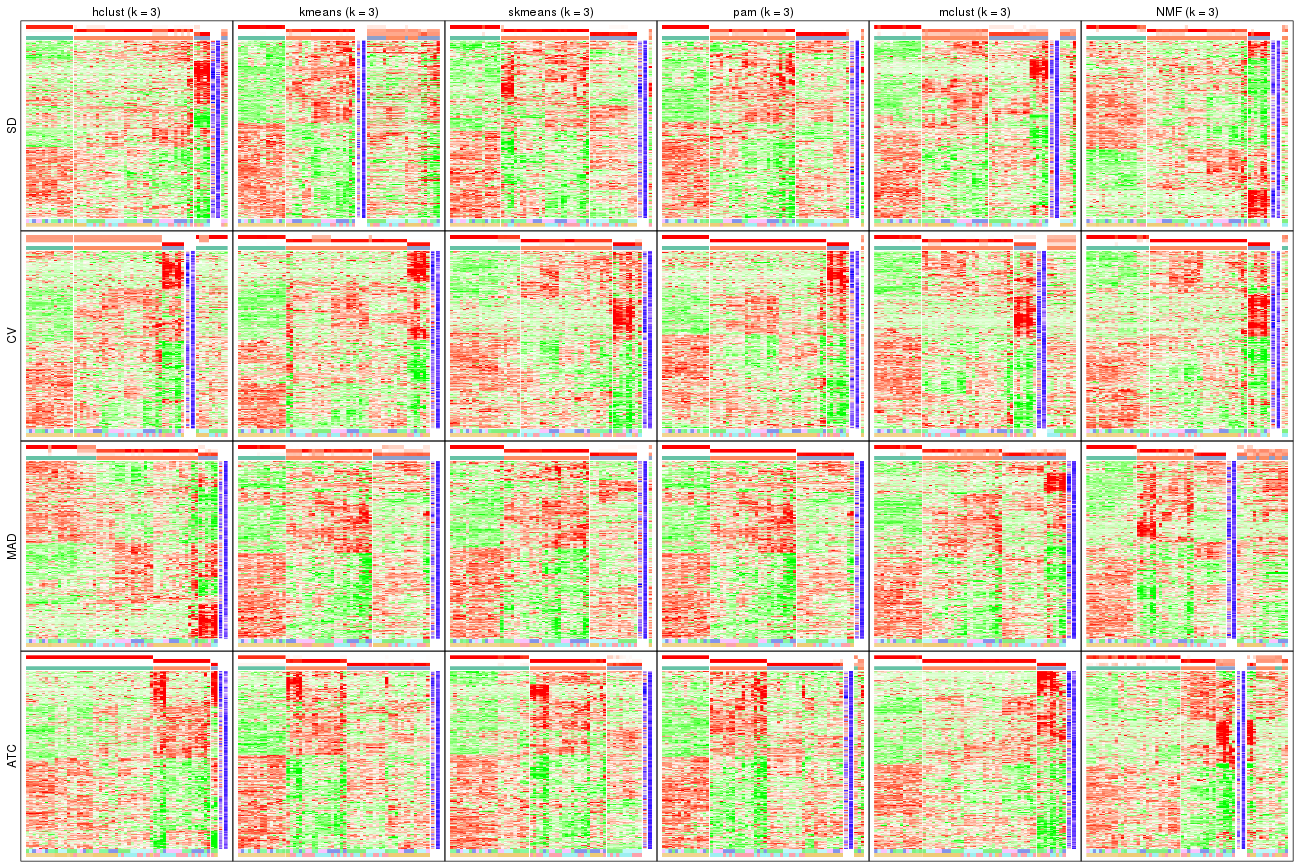 hclust (k = 3) kmeans (k = 3) skmeans (k = 3) pam (k = 3) mclust (k = 3) NMF (k = 3)
SD
CV
MAD
ATC